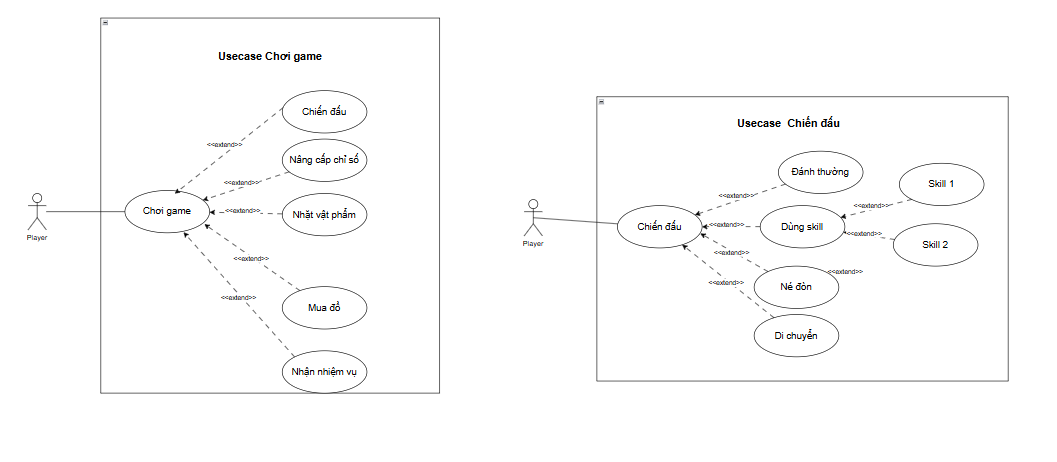 Usecase Chơi game
Chiến đấu
<<extend>>
Nâng cấp chỉ số
<<extend>>
Chơi game
<<extend>>
Nhặt vật phẩm
Player
<<extend>>
<<extend>>
Mua đồ
Nhận nhiệm vụ
Usecase Chiến đấu
Đánh thường
<<extend>>
Skill 1
<<extend>>
Chiến đấu
<<extend>>
Dùng skill
<<extend>>
Skill 2
Player
<<extend>>
<<extend>>
<<extend>>
Né đòn
Di chuyển